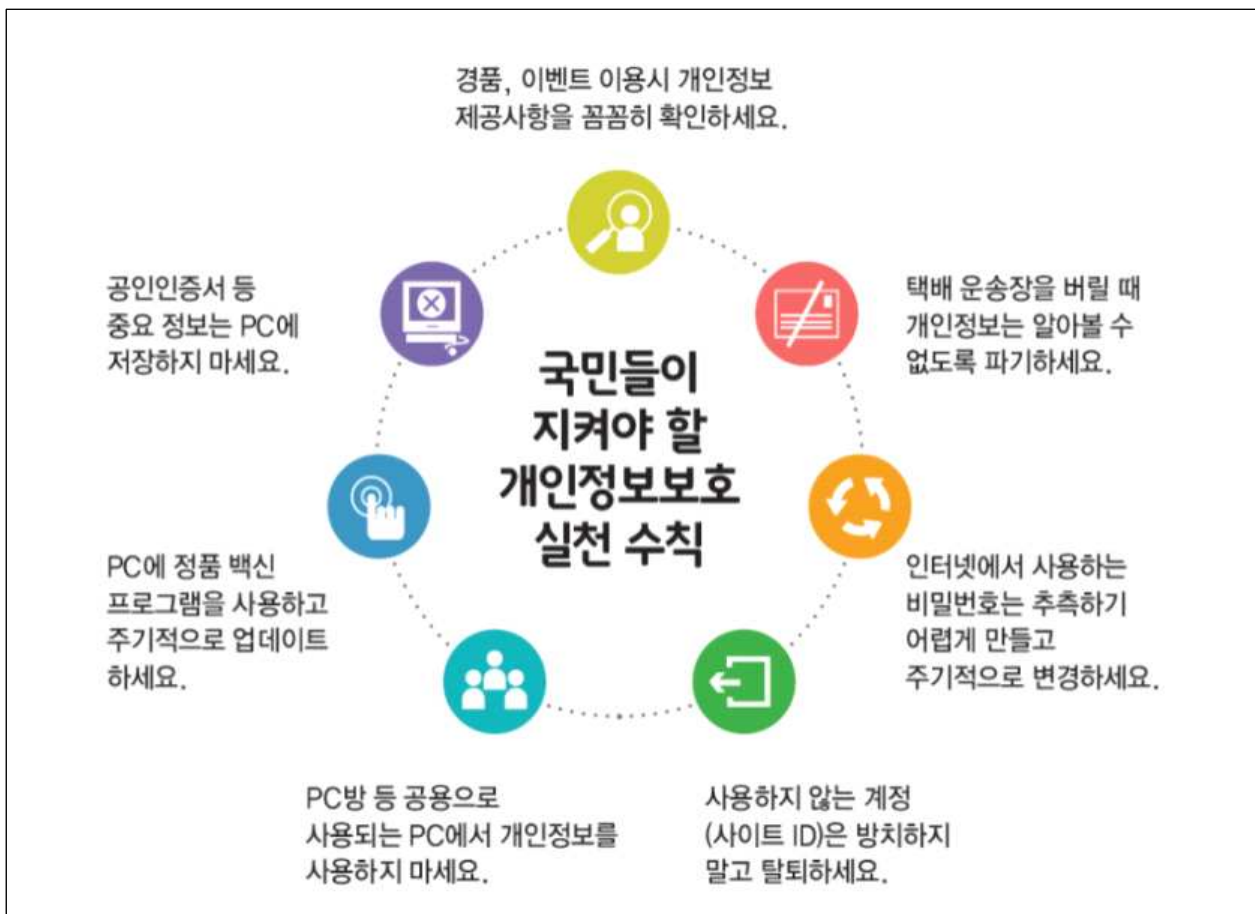 경품, 이벤트 이용시 개인정보
제공사항을 꼼꼼히 확인하세요.
택배 운송장을 버릴 때
개인정보는 알아볼 수
없도록 파기하세요.
인터넷에서 사용하는
비밀번호는 추측하기
어렵게 만들고
주기적으로 변경하세요.
사용하지 않는 계정
(사이트 ID)은 방치하지
말고 탈퇴하세요.
PC방 등 공용으로
사용되는 PC에서 개인정보를
사용하지 마세요.
PC에 정품 백신
프로그램을 사용하고
주기적으로 업데이트
하세요.
공인인증서 등
중요 정보는 PC에
저장하지 마세요.
국민들이
지켜야 할
개인정보보호
실천 수칙